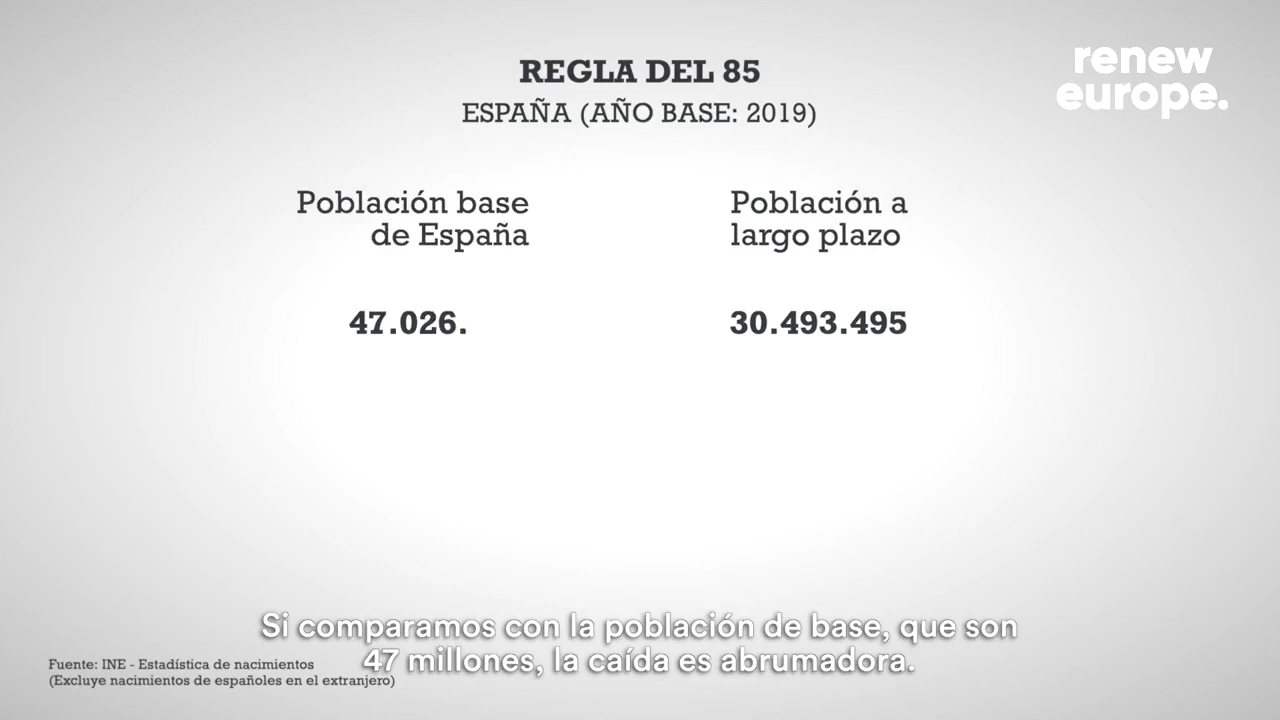 renew
europe.
REGLA DEL 85
ESPAÑA (AÑO BASE: 2019)
Población base
de España
Población a
largo plazo
47.026.
30.493.495
Si comparamos con la población de base, que son
47 millones, la caída es abrumadora.
Fuente: INE - Estadística de nacimientos
(Excluye nacimientos de españoles en el extranjero)